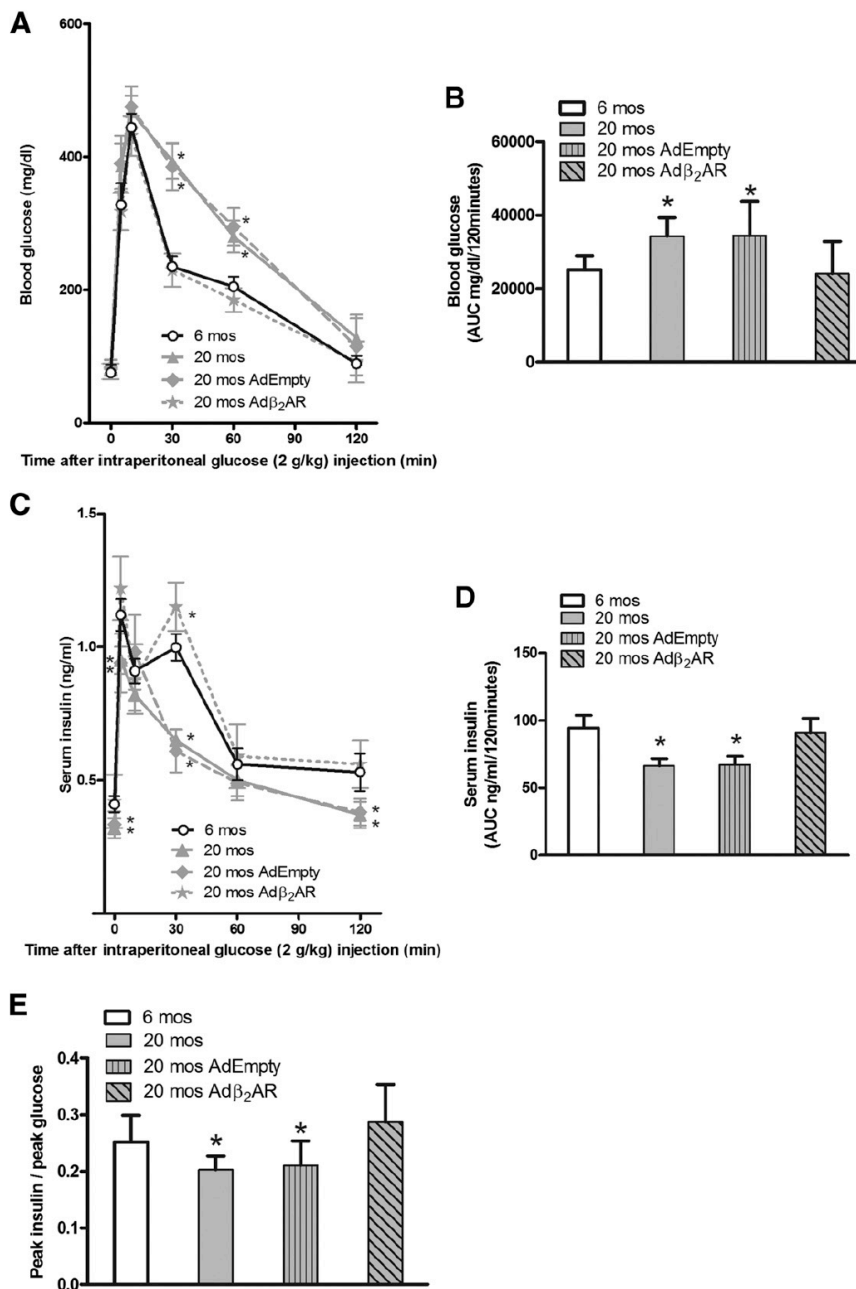 A
600
400
200
0
Blood glucose (mg/dl)
*
*
*
*
6 mos
20 mos
20 mos AdEmpty
20 mos Adβ₂AR
0 30 60 90 120
Time after intraperitoneal glucose (2 g/kg) injection (min)
B
6 mos
20 mos
20 mos AdEmpty
20 mos Adβ₂AR
60000
40000
20000
0
Blood glucose
(AUC mg/dl/120minutes)
* *
C
1.5
1.0
0.5
Serum insulin (ng/ml)
*
**
*
*
**
*
*
6 mos
20 mos
20 mos AdEmpty
20 mos Adβ₂AR
0 30 60 90 120
Time after intraperitoneal glucose (2 g/kg) injection (min)
D
6 mos
20 mos
20 mos AdEmpty
20 mos Adβ₂AR
150
100
50
0
Serum insulin
(AUC ng/ml/120minutes)
* *
E
6 mos
20 mos
20 mos AdEmpty
20 mos Adβ₂AR
0.4
0.3
0.2
0.1
0.0
Peak insulin / peak glucose
* *